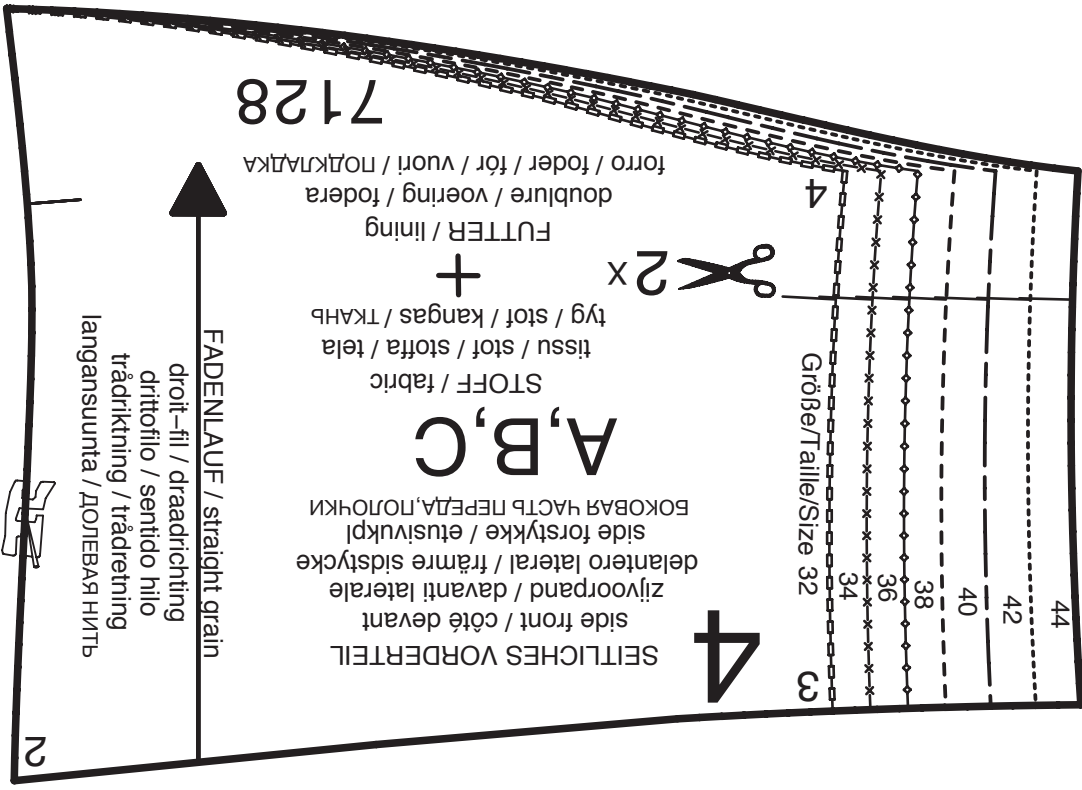 4
SEITLICHES VORDERTEIL
side front / côté devant
zijvoorpand / davanti laterale
delantero lateral / främre sidstycke
side forstykke / etusivukpl
БОКОВАЯ ЧАСТЬ ПЕРЕДА,ПОЛОЧКИ
A,B,C
STOFF / fabric
tissu / stof / stoffa / tela
tyg / stof / kangas / ТКАНЬ
2x
+
FUTTER / lining
doublure / voering / fodera
forro / foder / fór / vuori / ПОДКЛАДКА
7128
FADENLAUF / straight grain
droit–fil / draadrichting
drittofilo / sentido hilo
trådriktning / trådretning
langansuunta / ДОЛЕВАЯ НИТЬ
Größe/Taille/Size 32
34
36
38
40
42
44
2
3
4